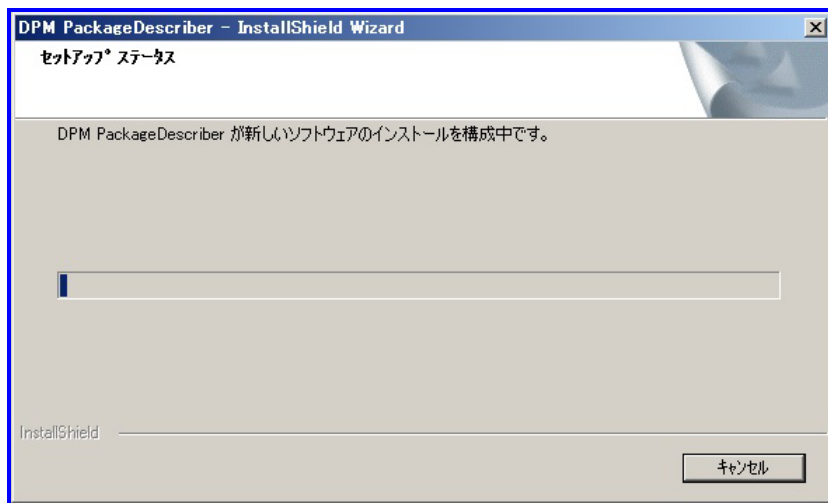 DPM PackageDescriber - InstallShield Wizard
セットアップ ステータス
DPM PackageDescriber が新しいソフトウェアのインストールを構成中です。
InstallShield
キャンセル